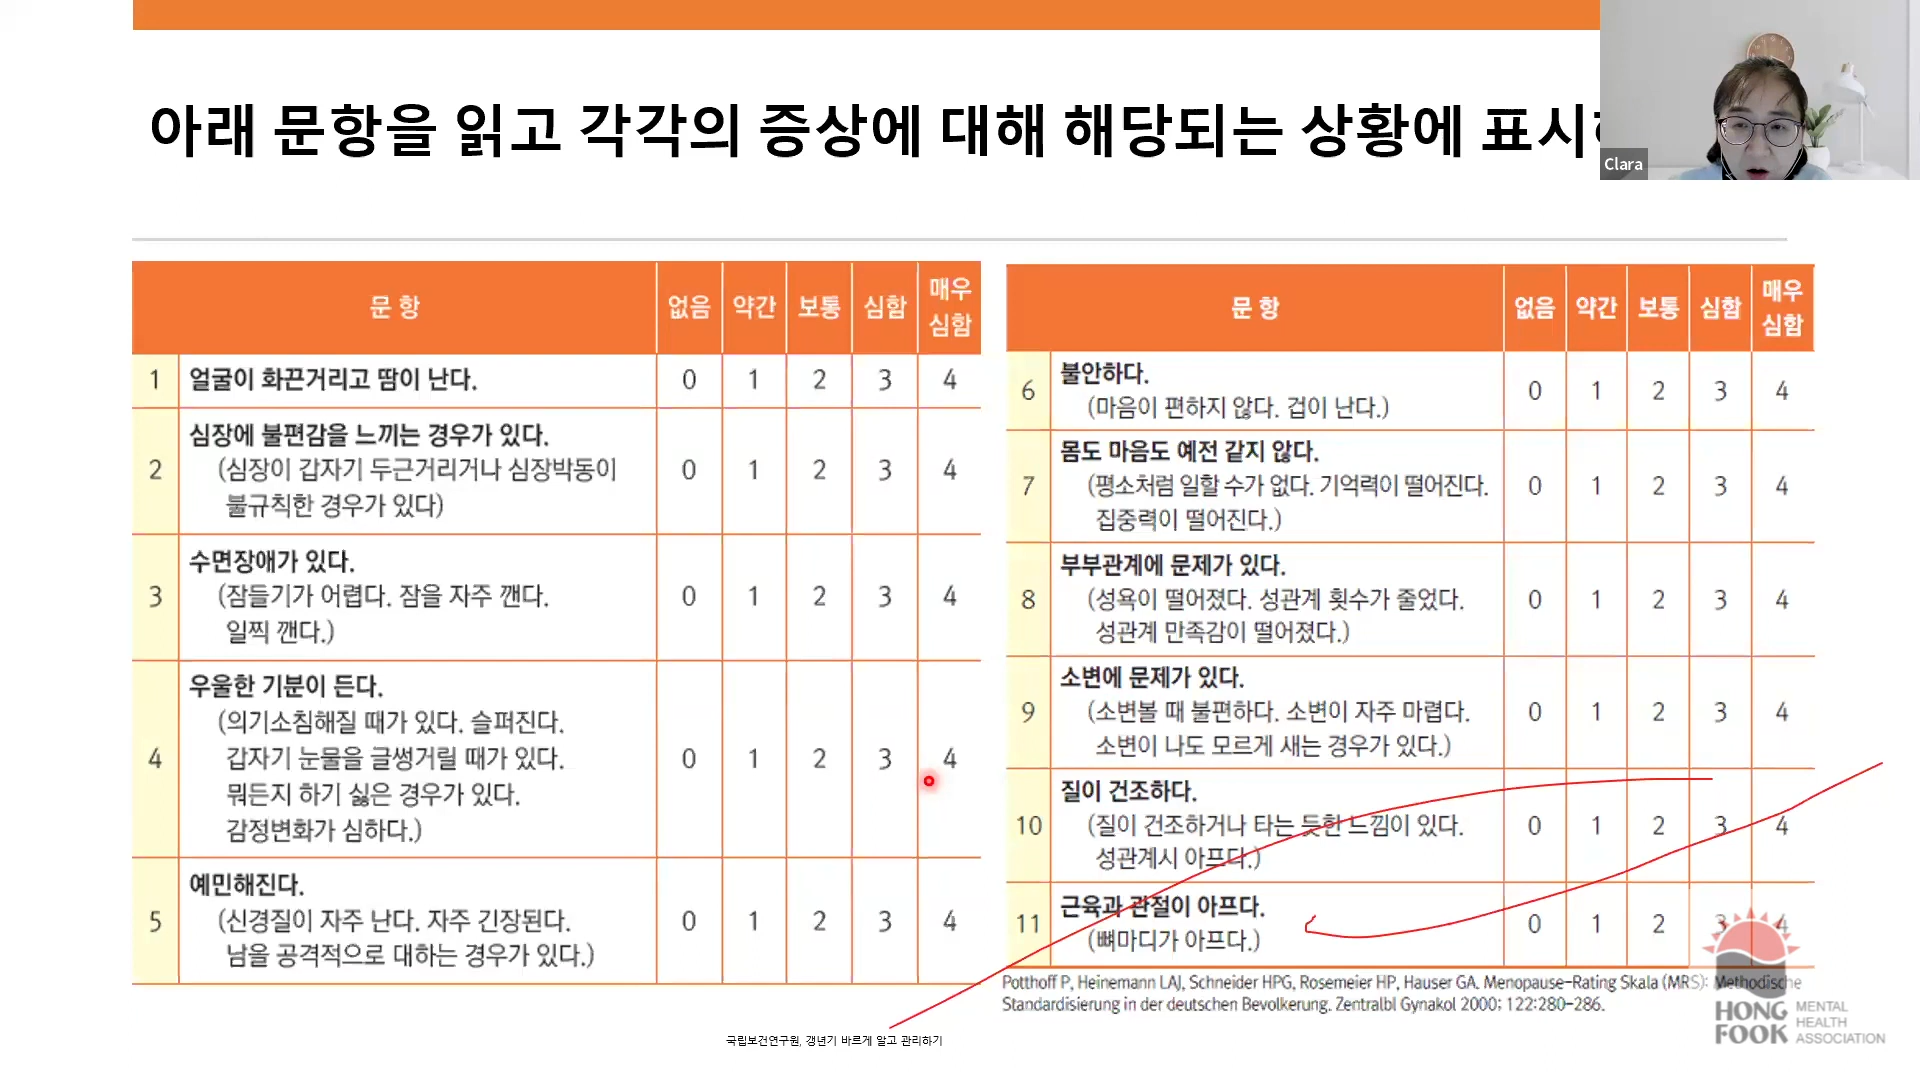 아래 문항을 읽고 각각의 증상에 대해 해당되는 상황에 표시
Clara
문 항 없음 약간 보통 심함 매우 심함
1 얼굴이 화끈거리고 땀이 난다. 0 1 2 3 4
2 심장에 불편감을 느끼는 경우가 있다. 0 1 2 3 4
(심장이 갑자기 두근거리거나 심장박동이
불규칙한 경우가 있다)
3 수면장애가 있다. 0 1 2 3 4
(잠들기가 어렵다. 잠을 자주 깬다.
일찍 깬다.)
4 우울한 기분이 든다. 0 1 2 3 4
(의기소침해질 때가 있다. 슬퍼진다.
갑자기 눈물을 글썽거릴 때가 있다.
뭐든지 하기 싫은 경우가 있다.
감정변화가 심하다.)
5 예민해진다. 0 1 2 3 4
(신경질이 자주 난다. 자주 긴장된다.
남을 공격적으로 대하는 경우가 있다.)
문 항 없음 약간 보통 심함 매우 심함
6 불안하다. 0 1 2 3 4
(마음이 편하지 않다. 겁이 난다.)
7 몸도 마음도 예전 같지 않다. 0 1 2 3 4
(평소처럼 일할 수가 없다. 기억력이 떨어진다.
집중력이 떨어진다.)
8 부부관계에 문제가 있다. 0 1 2 3 4
(성욕이 떨어졌다. 성관계 횟수가 줄었다.
성관계 만족감이 떨어졌다.)
9 소변에 문제가 있다. 0 1 2 3 4
(소변볼 때 불편하다. 소변이 자주 마렵다.
소변이 나도 모르게 새는 경우가 있다.)
10 질이 건조하다. 0 1 2 3 4
(질이 건조하거나 타는 듯한 느낌이 있다.
성관계시 아프다.)
11 근육과 관절이 아프다. 0 1 2 3 4
(뼈마디가 아프다.)
Potthoff P, Heinemann LAJ, Schneider HPG, Rosemeier HP, Hauser GA. Menopause-Rating Skala (MRS): Methodische
Standardisierung in der deutschen Bevolkerung. Zentralbl Gynakol 2000; 122:280-286.
국립보건연구원, 갱년기 바르게 알고 관리하기
HONG FOOK
MENTAL
HEALTH
ASSOCIATION